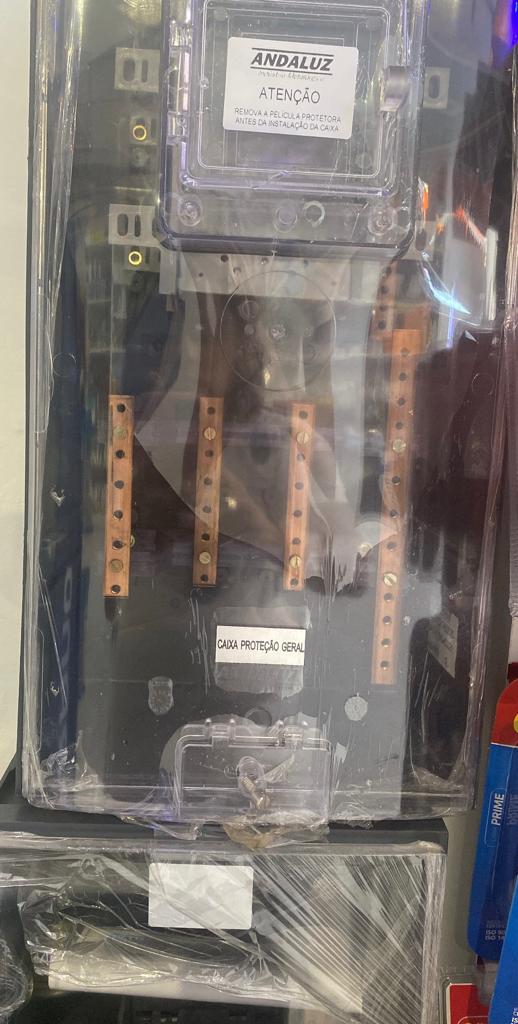 ANDALUZ
ATENÇÃO
REMOVA A PELÍCULA PROTETORA
ANTES DA INSTALAÇÃO DA CAIXA
CAIXA PROTEÇÃO GERAL
PRIME